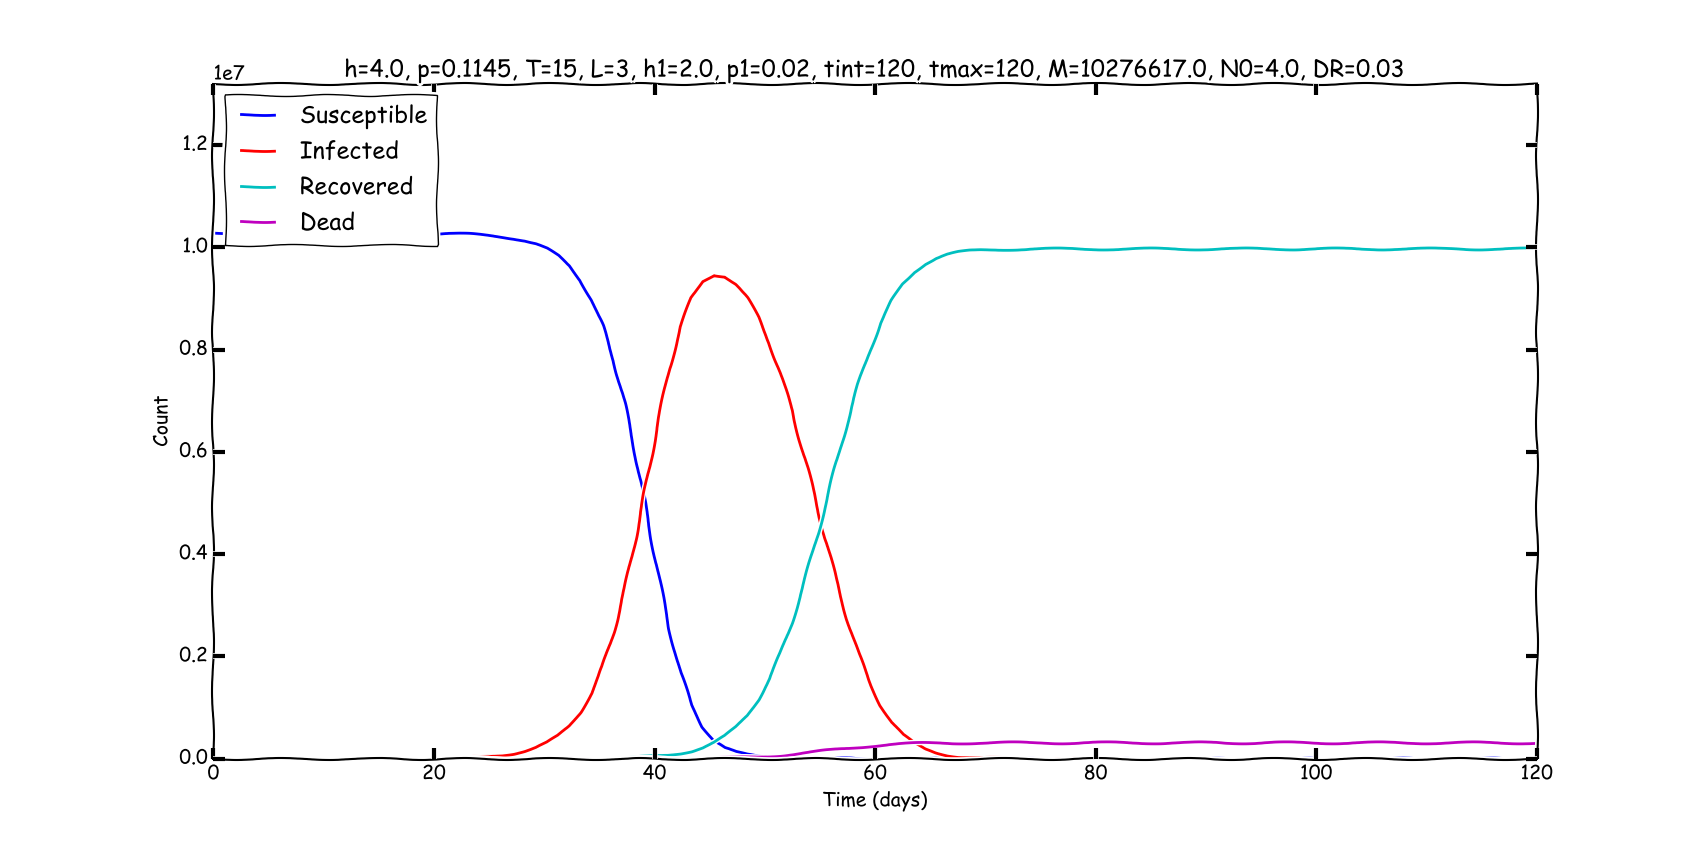 h=4.0, p=0.1145, T=15, L=3, h1=2.0, p1=0.02, tint=120, tmax=120, M=10276617.0, N0=4.0, DR=0.03
1e7
Susceptible
Infected
Recovered
Dead
1.2
1.0
0.8
0.6
0.4
0.2
0.0
Count
0 20 40 60 80 100 120
Time (days)